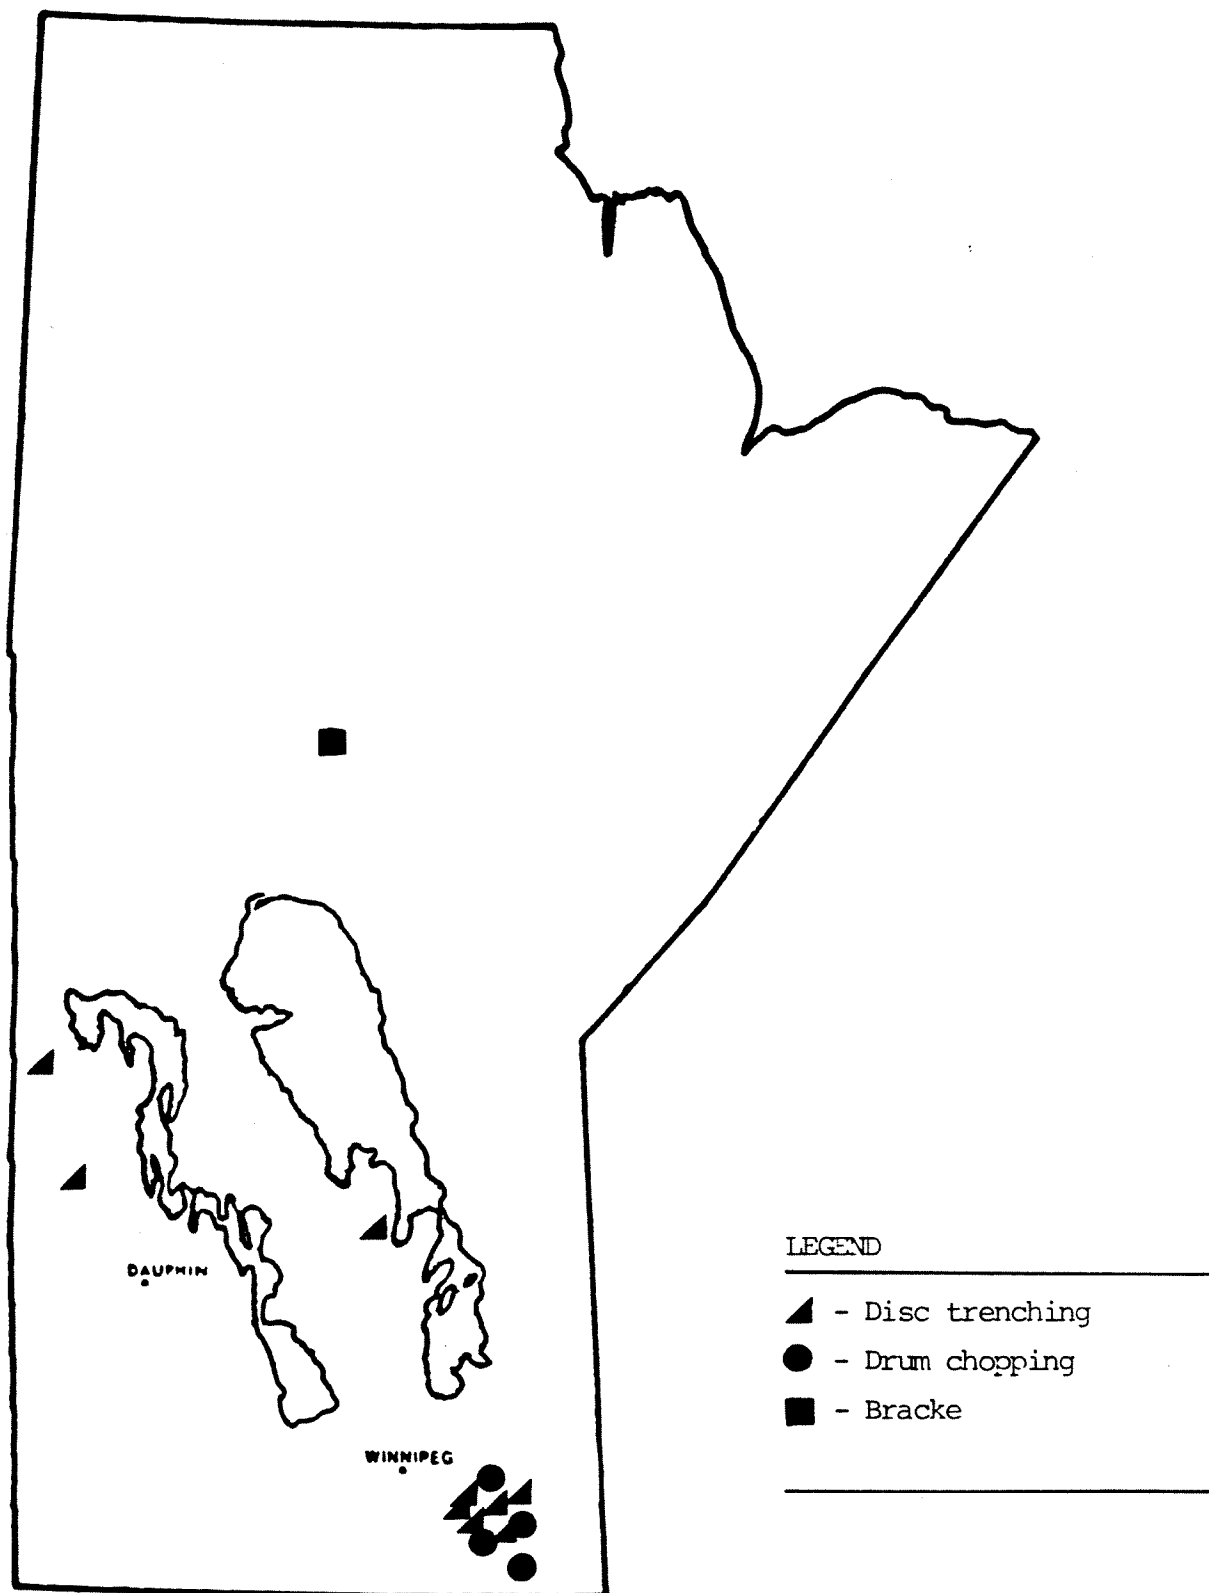 DAUPHIN
WINNIPEG
LEGEND
- Disc trenching
- Drum chopping
- Bracke